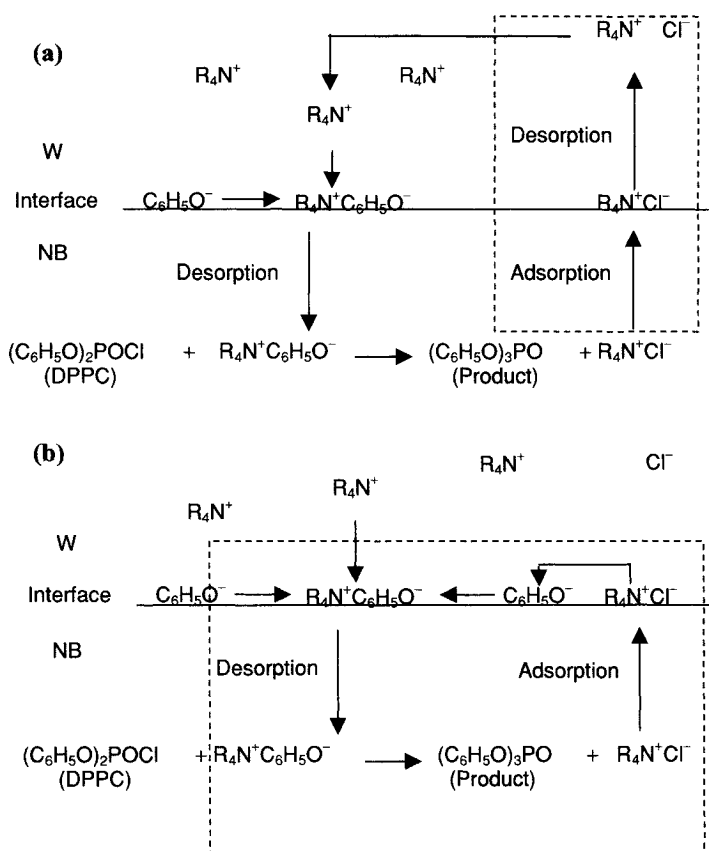 (a)
R₄N⁺ Cl⁻
R₄N⁺ R₄N⁺
R₄N⁺
Desorption
W
Interface C₆H₅O⁻ R₄N⁺C₆H₅O⁻ R₄N⁺Cl⁻
NB
Desorption Adsorption
(C₆H₅O)₂POCl + R₄N⁺C₆H₅O⁻ (C₆H₅O)₃PO + R₄N⁺Cl⁻
(DPPC) (Product)
(b)
R₄N⁺ Cl⁻
R₄N⁺
R₄N⁺
W
Interface C₆H₅O⁻ R₄N⁺C₆H₅O⁻ C₆H₅O⁻ R₄N⁺Cl⁻
NB
Desorption Adsorption
(C₆H₅O)₂POCl + R₄N⁺C₆H₅O⁻ (C₆H₅O)₃PO + R₄N⁺Cl⁻
(DPPC) (Product)